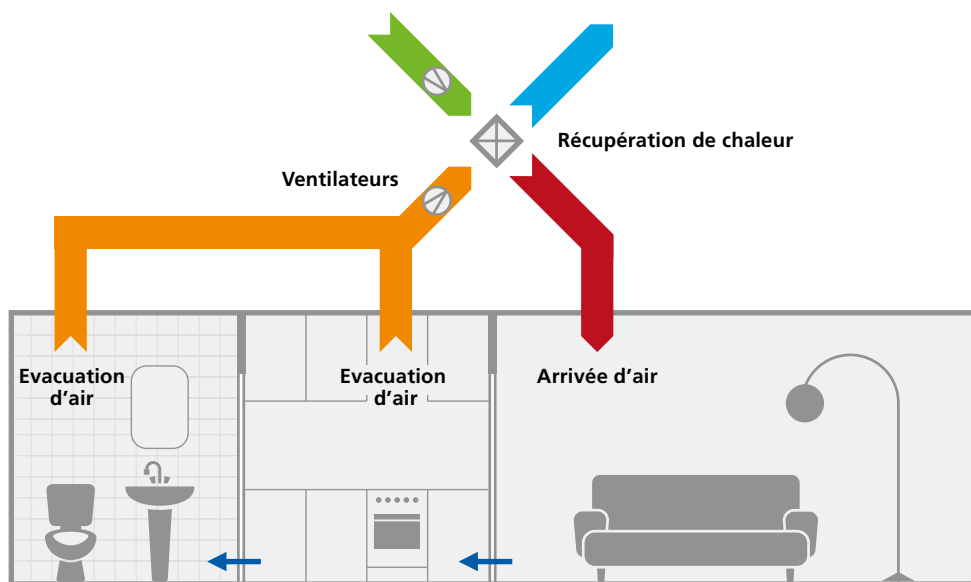 Récupération de chaleur
Ventilateurs
Evacuation
d’air
Evacuation
d’air
Arrivée d’air